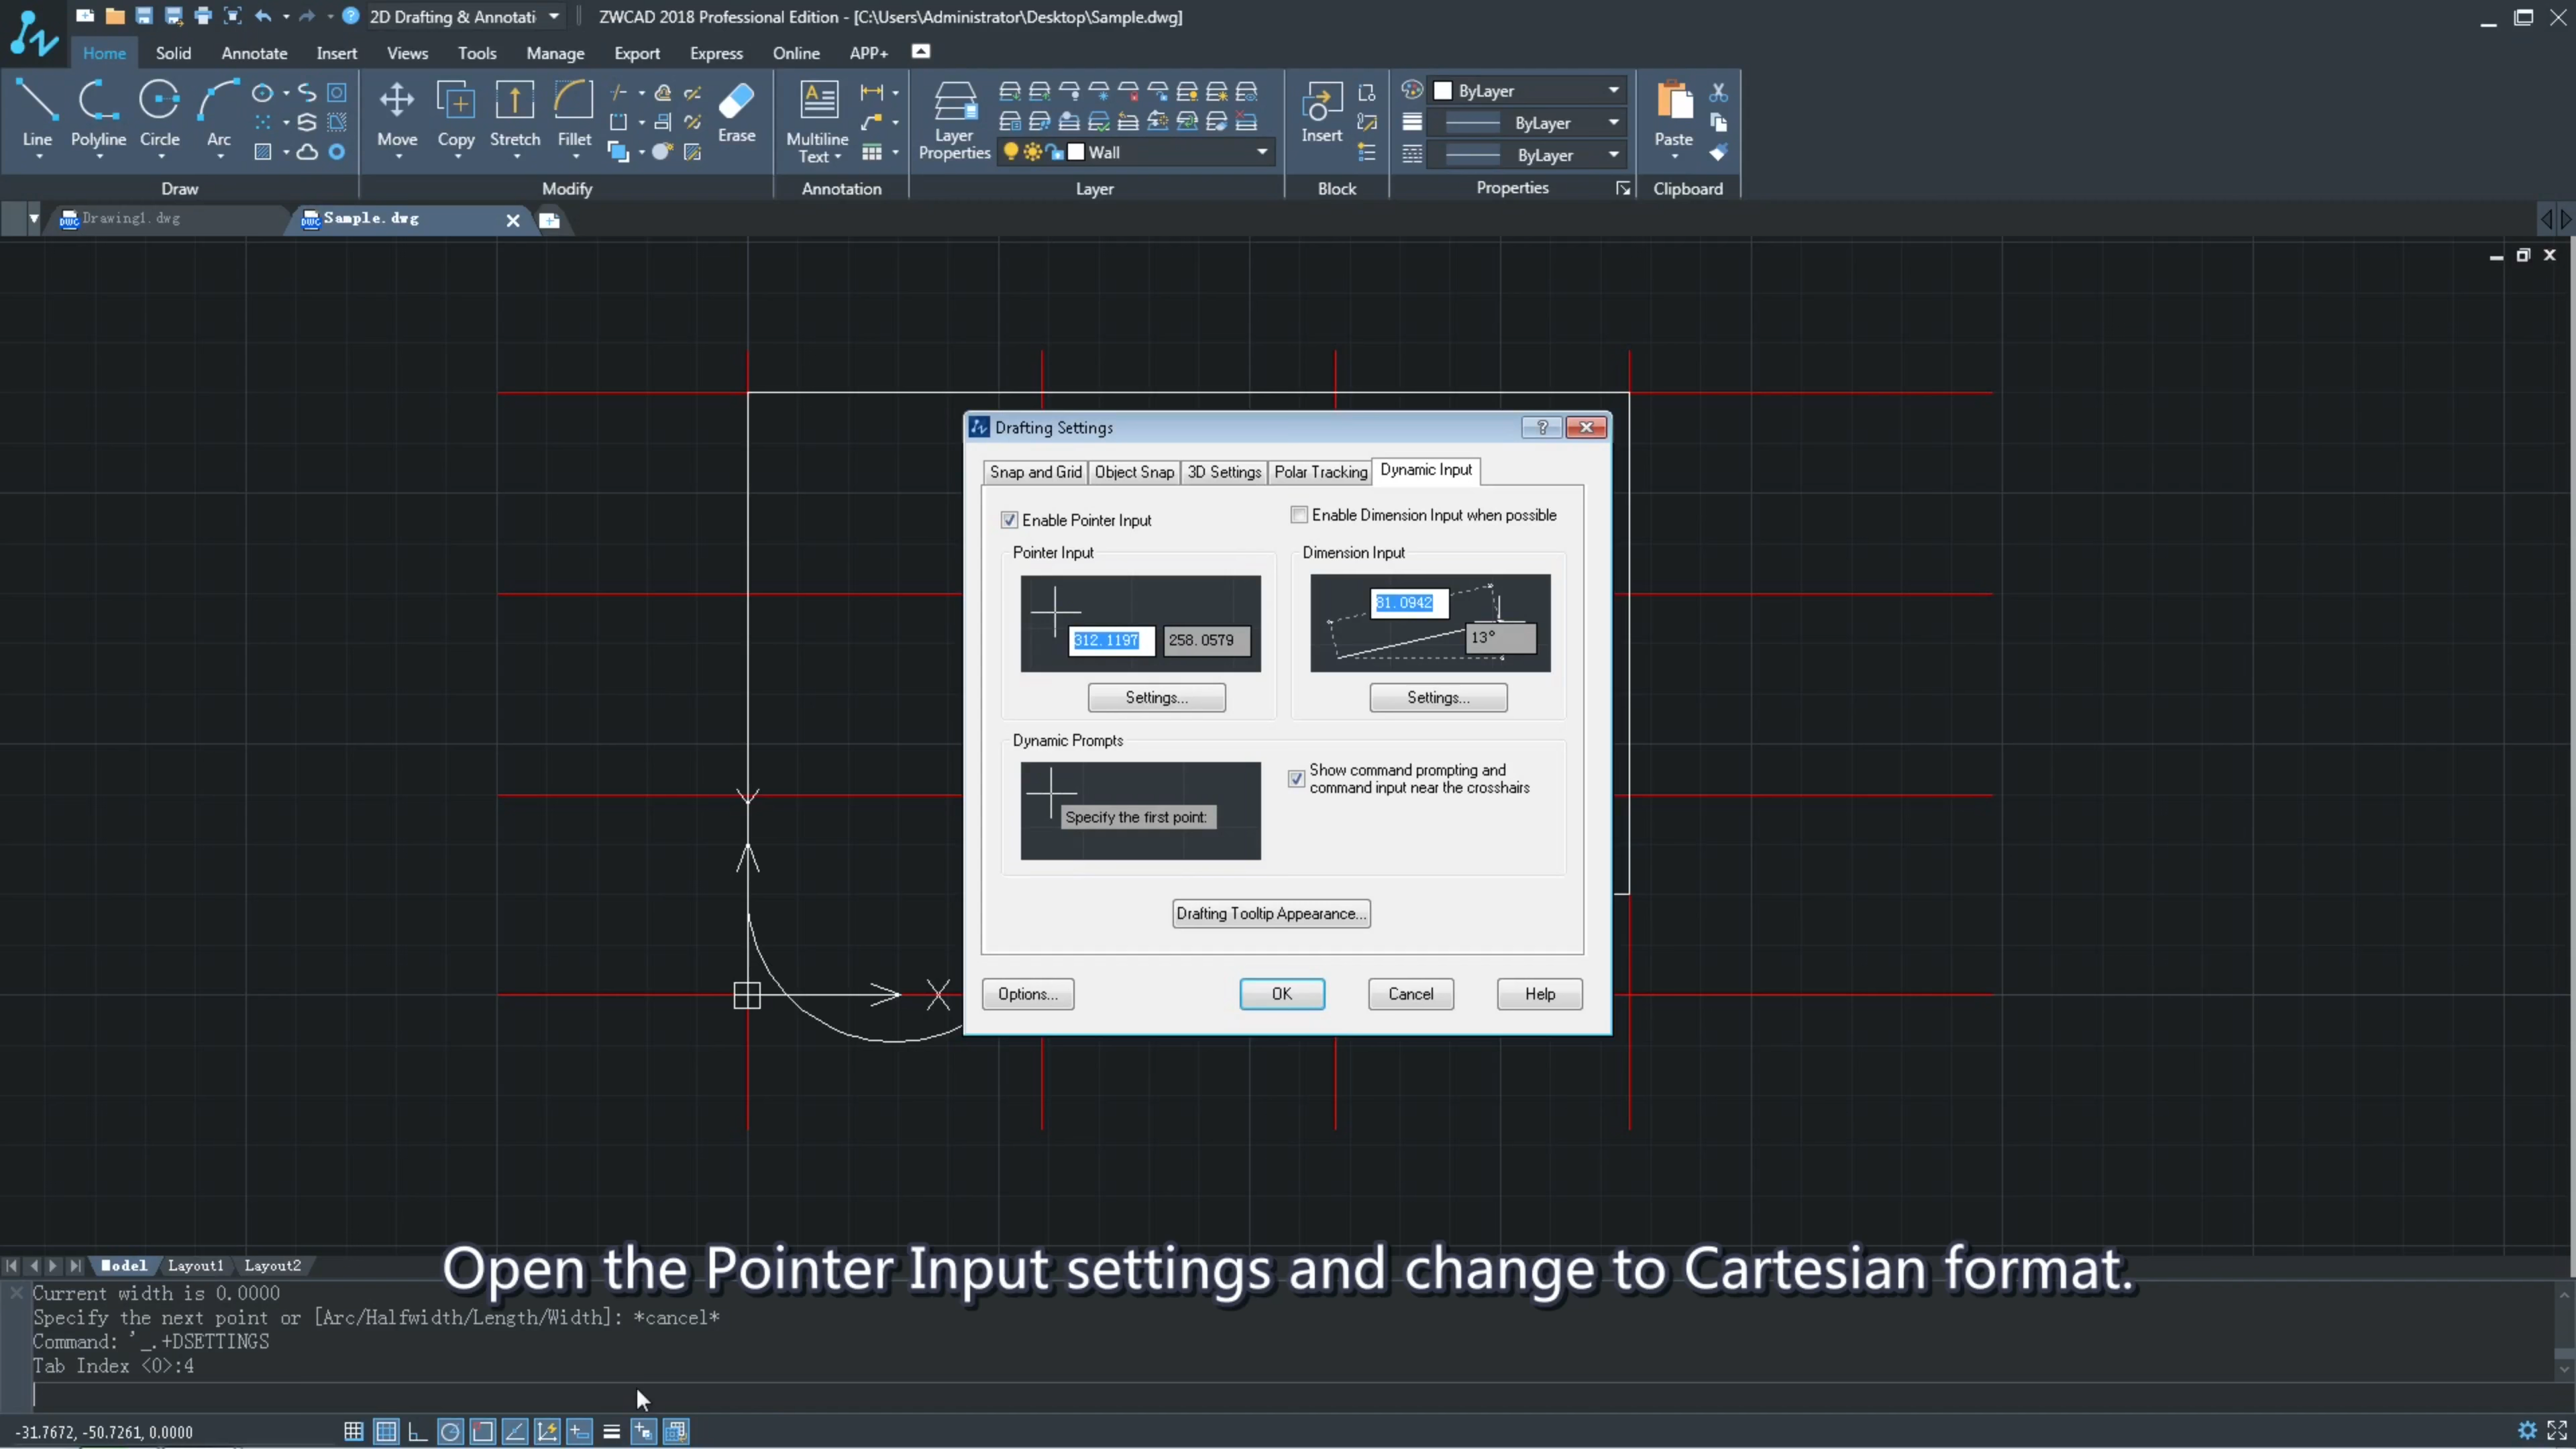 2D Drafting & Annotati
ZWCAD 2018 Professional Edition - [C:\Users\Administrator\Desktop\Sample.dwg]
Home Solid Annotate Insert Views Tools Manage Export Express Online APP+
Line Polyline Circle Arc
Move Copy Stretch Fillet Erase
Multiline Text
Layer Properties
Wall
Insert
ByLayer
ByLayer
ByLayer
Paste
Draw Modify Annotation Layer Block Properties Clipboard
Drawing1.dwg Sample.dwg
Drafting Settings
Snap and Grid Object Snap 3D Settings Polar Tracking Dynamic Input
Enable Pointer Input Enable Dimension Input when possible
Pointer Input Dimension Input
81.0942
312.1197 258.0579 13°
Settings... Settings...
Dynamic Prompts
Show command prompting and
command input near the crosshairs
Specify the first point:
Drafting Tooltip Appearance...
Options... OK Cancel Help
X
Open the Pointer Input settings and change to Cartesian format.
Model Layout1 Layout2
Current width is 0.0000
Specify the next point or [Arc/Halfwidth/Length/Width]: *cancel*
Command: '_.+DSETTINGS
Tab Index <0>:4
-31.7672, -50.7261, 0.0000